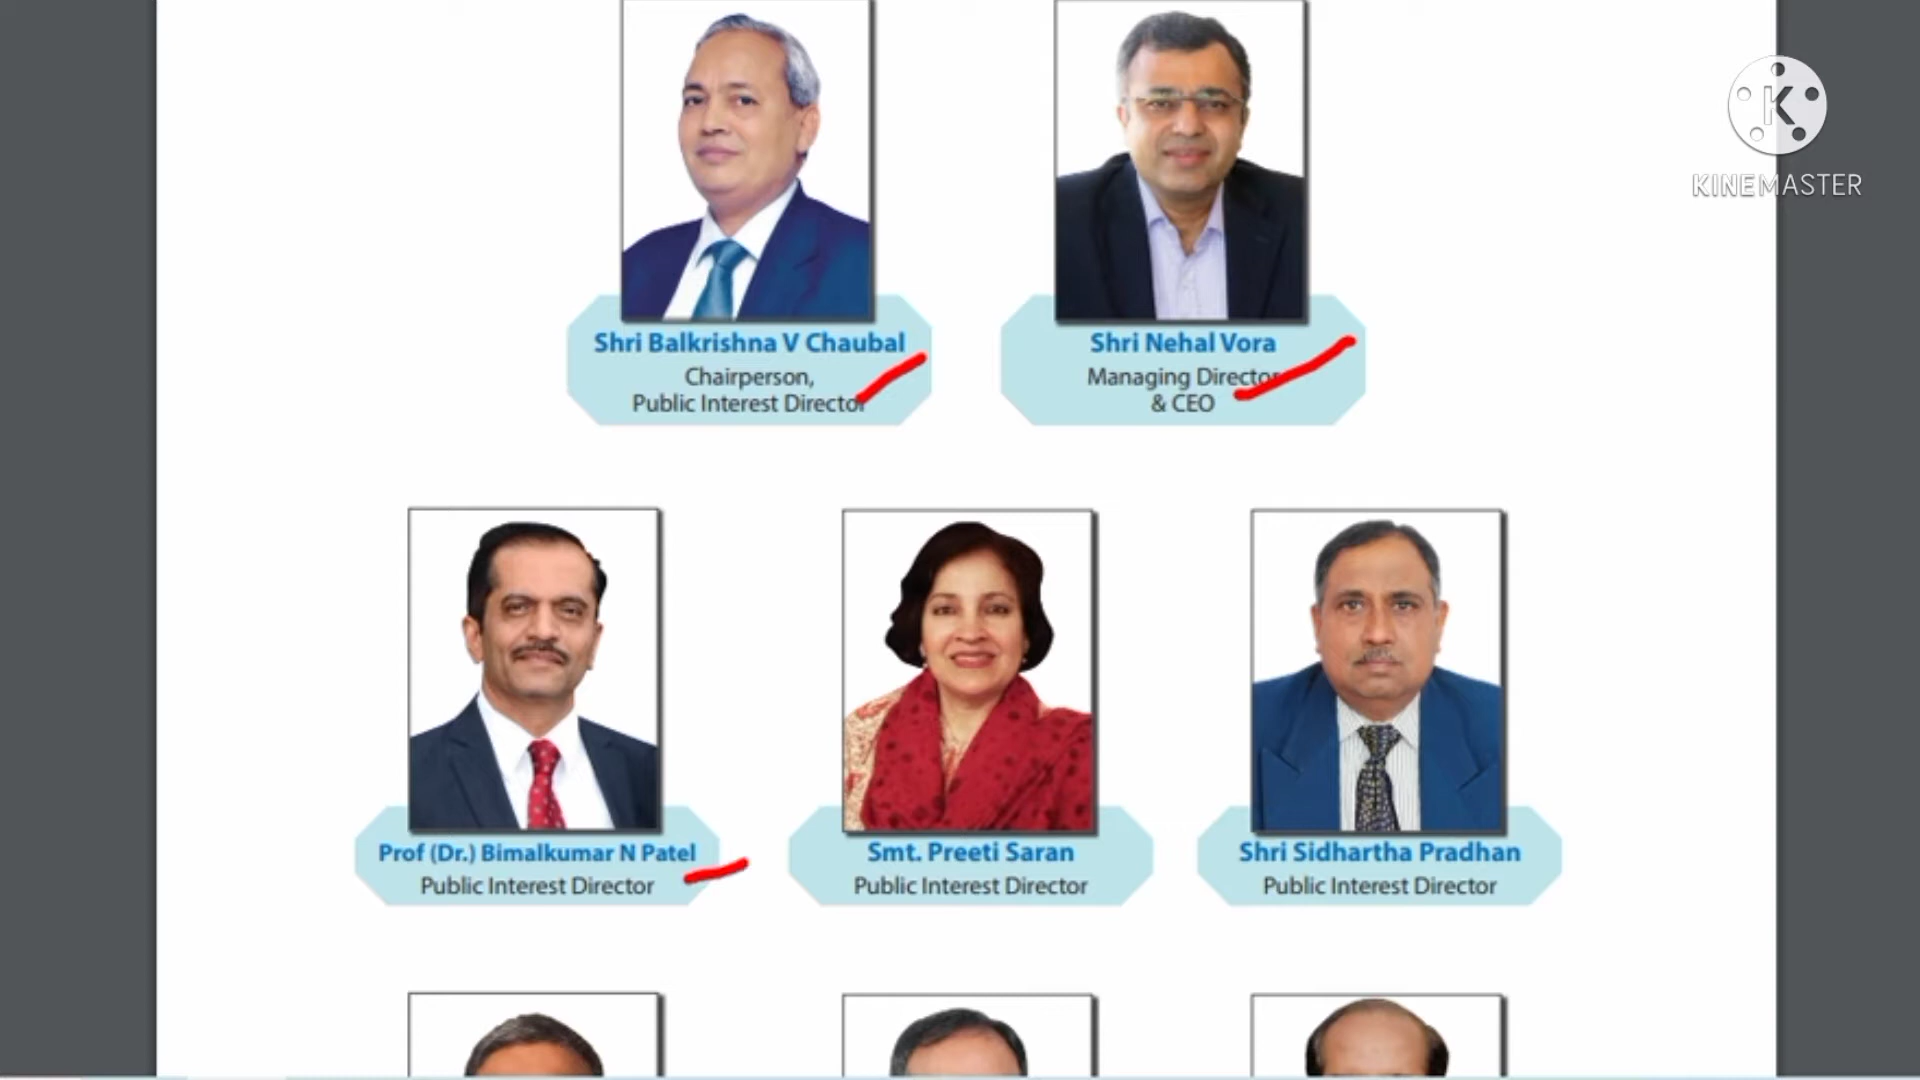 KINEMASTER
Shri Balkrishna V Chaubal
Chairperson,
Public Interest Director
Shri Nehal Vora
Managing Director
& CEO
Prof (Dr.) Bimalkumar N Patel
Public Interest Director
Smt. Preeti Saran
Public Interest Director
Shri Sidhartha Pradhan
Public Interest Director